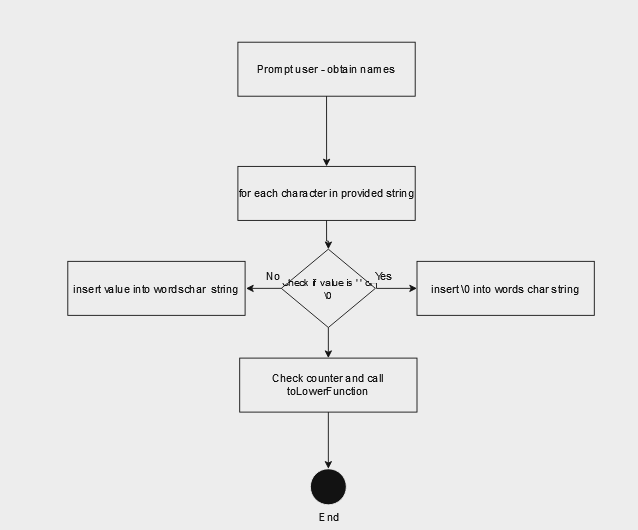 Prompt user - obtain names
for each character in provided string
No
Yes
check if value is ' ' or
\0
insert value into wordschar string
insert \0 into words char string
Check counter and call
toLowerFunction
End